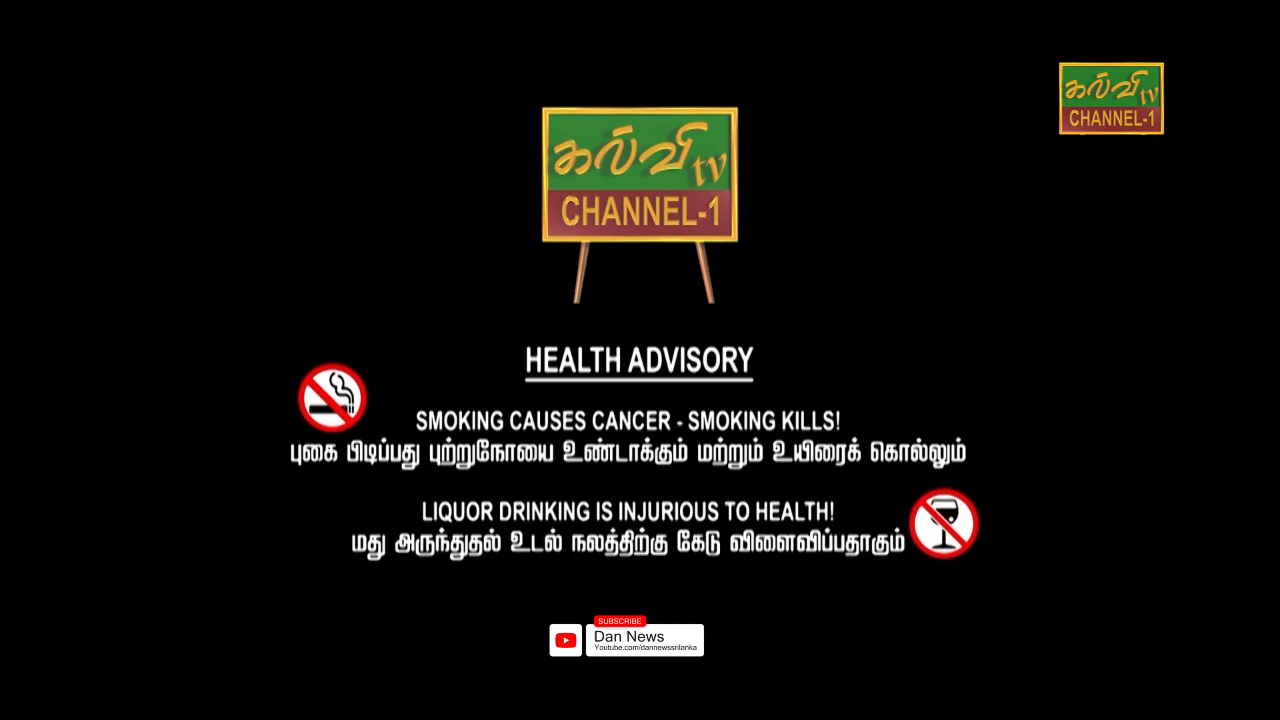 கல்வி tv
CHANNEL-1
கல்வி tv
CHANNEL-1
HEALTH ADVISORY
SMOKING CAUSES CANCER - SMOKING KILLS!
புகை பிடிப்பது புற்றுநோயை உண்டாக்கும் மற்றும் உயிரைக் கொல்லும்
LIQUOR DRINKING IS INJURIOUS TO HEALTH!
மது அருந்துதல் உடல் நலத்திற்கு கேடு விளைவிப்பதாகும்
SUBSCRIBE
Dan News
Youtube.com/dannewssrilanka